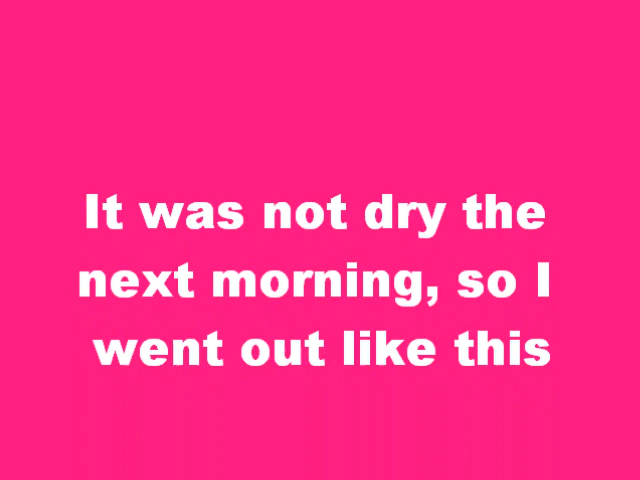 It was not dry the
next morning, so I
went out like this